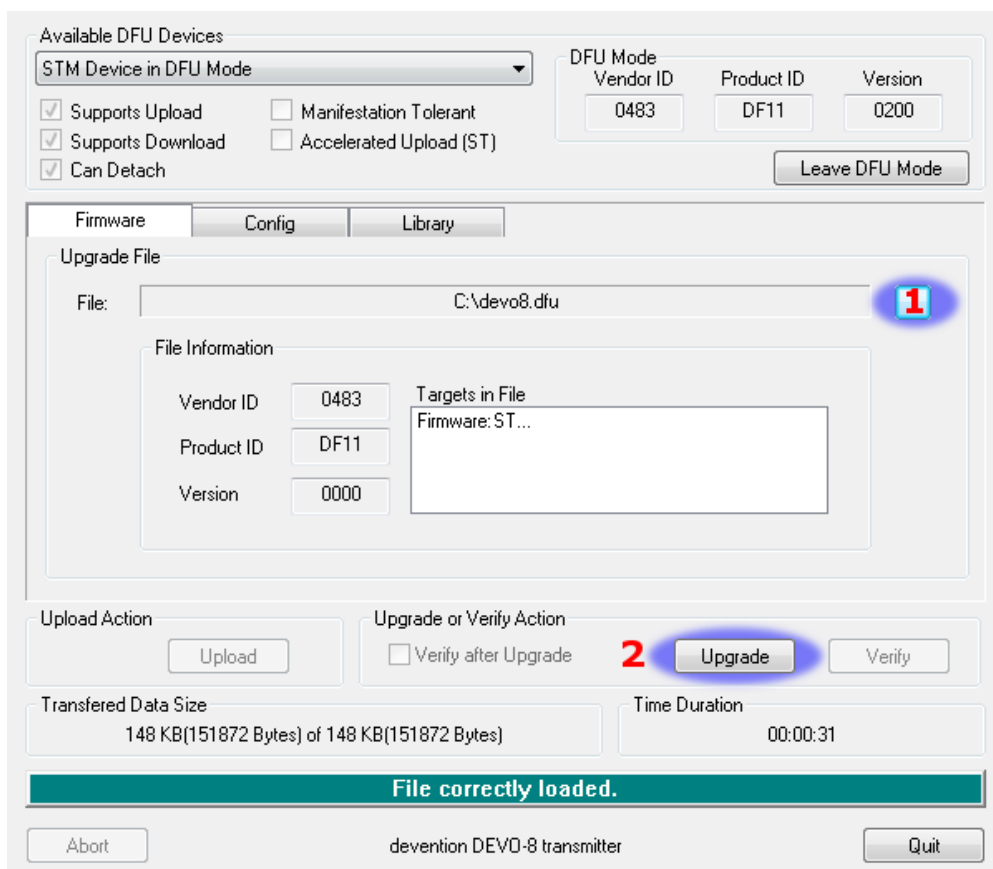 Available DFU Devices
STM Device in DFU Mode
Supports Upload
Manifestation Tolerant
Supports Download
Accelerated Upload (ST)
Can Detach
DFU Mode
Vendor ID Product ID Version
0483 DF11 0200
Leave DFU Mode
Firmware Config Library
Upgrade File
File: C:\devo8.dfu 1
File Information
Vendor ID 0483
Product ID DF11
Version 0000
Targets in File
Firmware: ST...
Upload Action
Upload
Upgrade or Verify Action
Verify after Upgrade 2 Upgrade Verify
Transfered Data Size
148 KB(151872 Bytes) of 148 KB(151872 Bytes)
Time Duration
00:00:31
File correctly loaded.
Abort devention DEVO-8 transmitter Quit